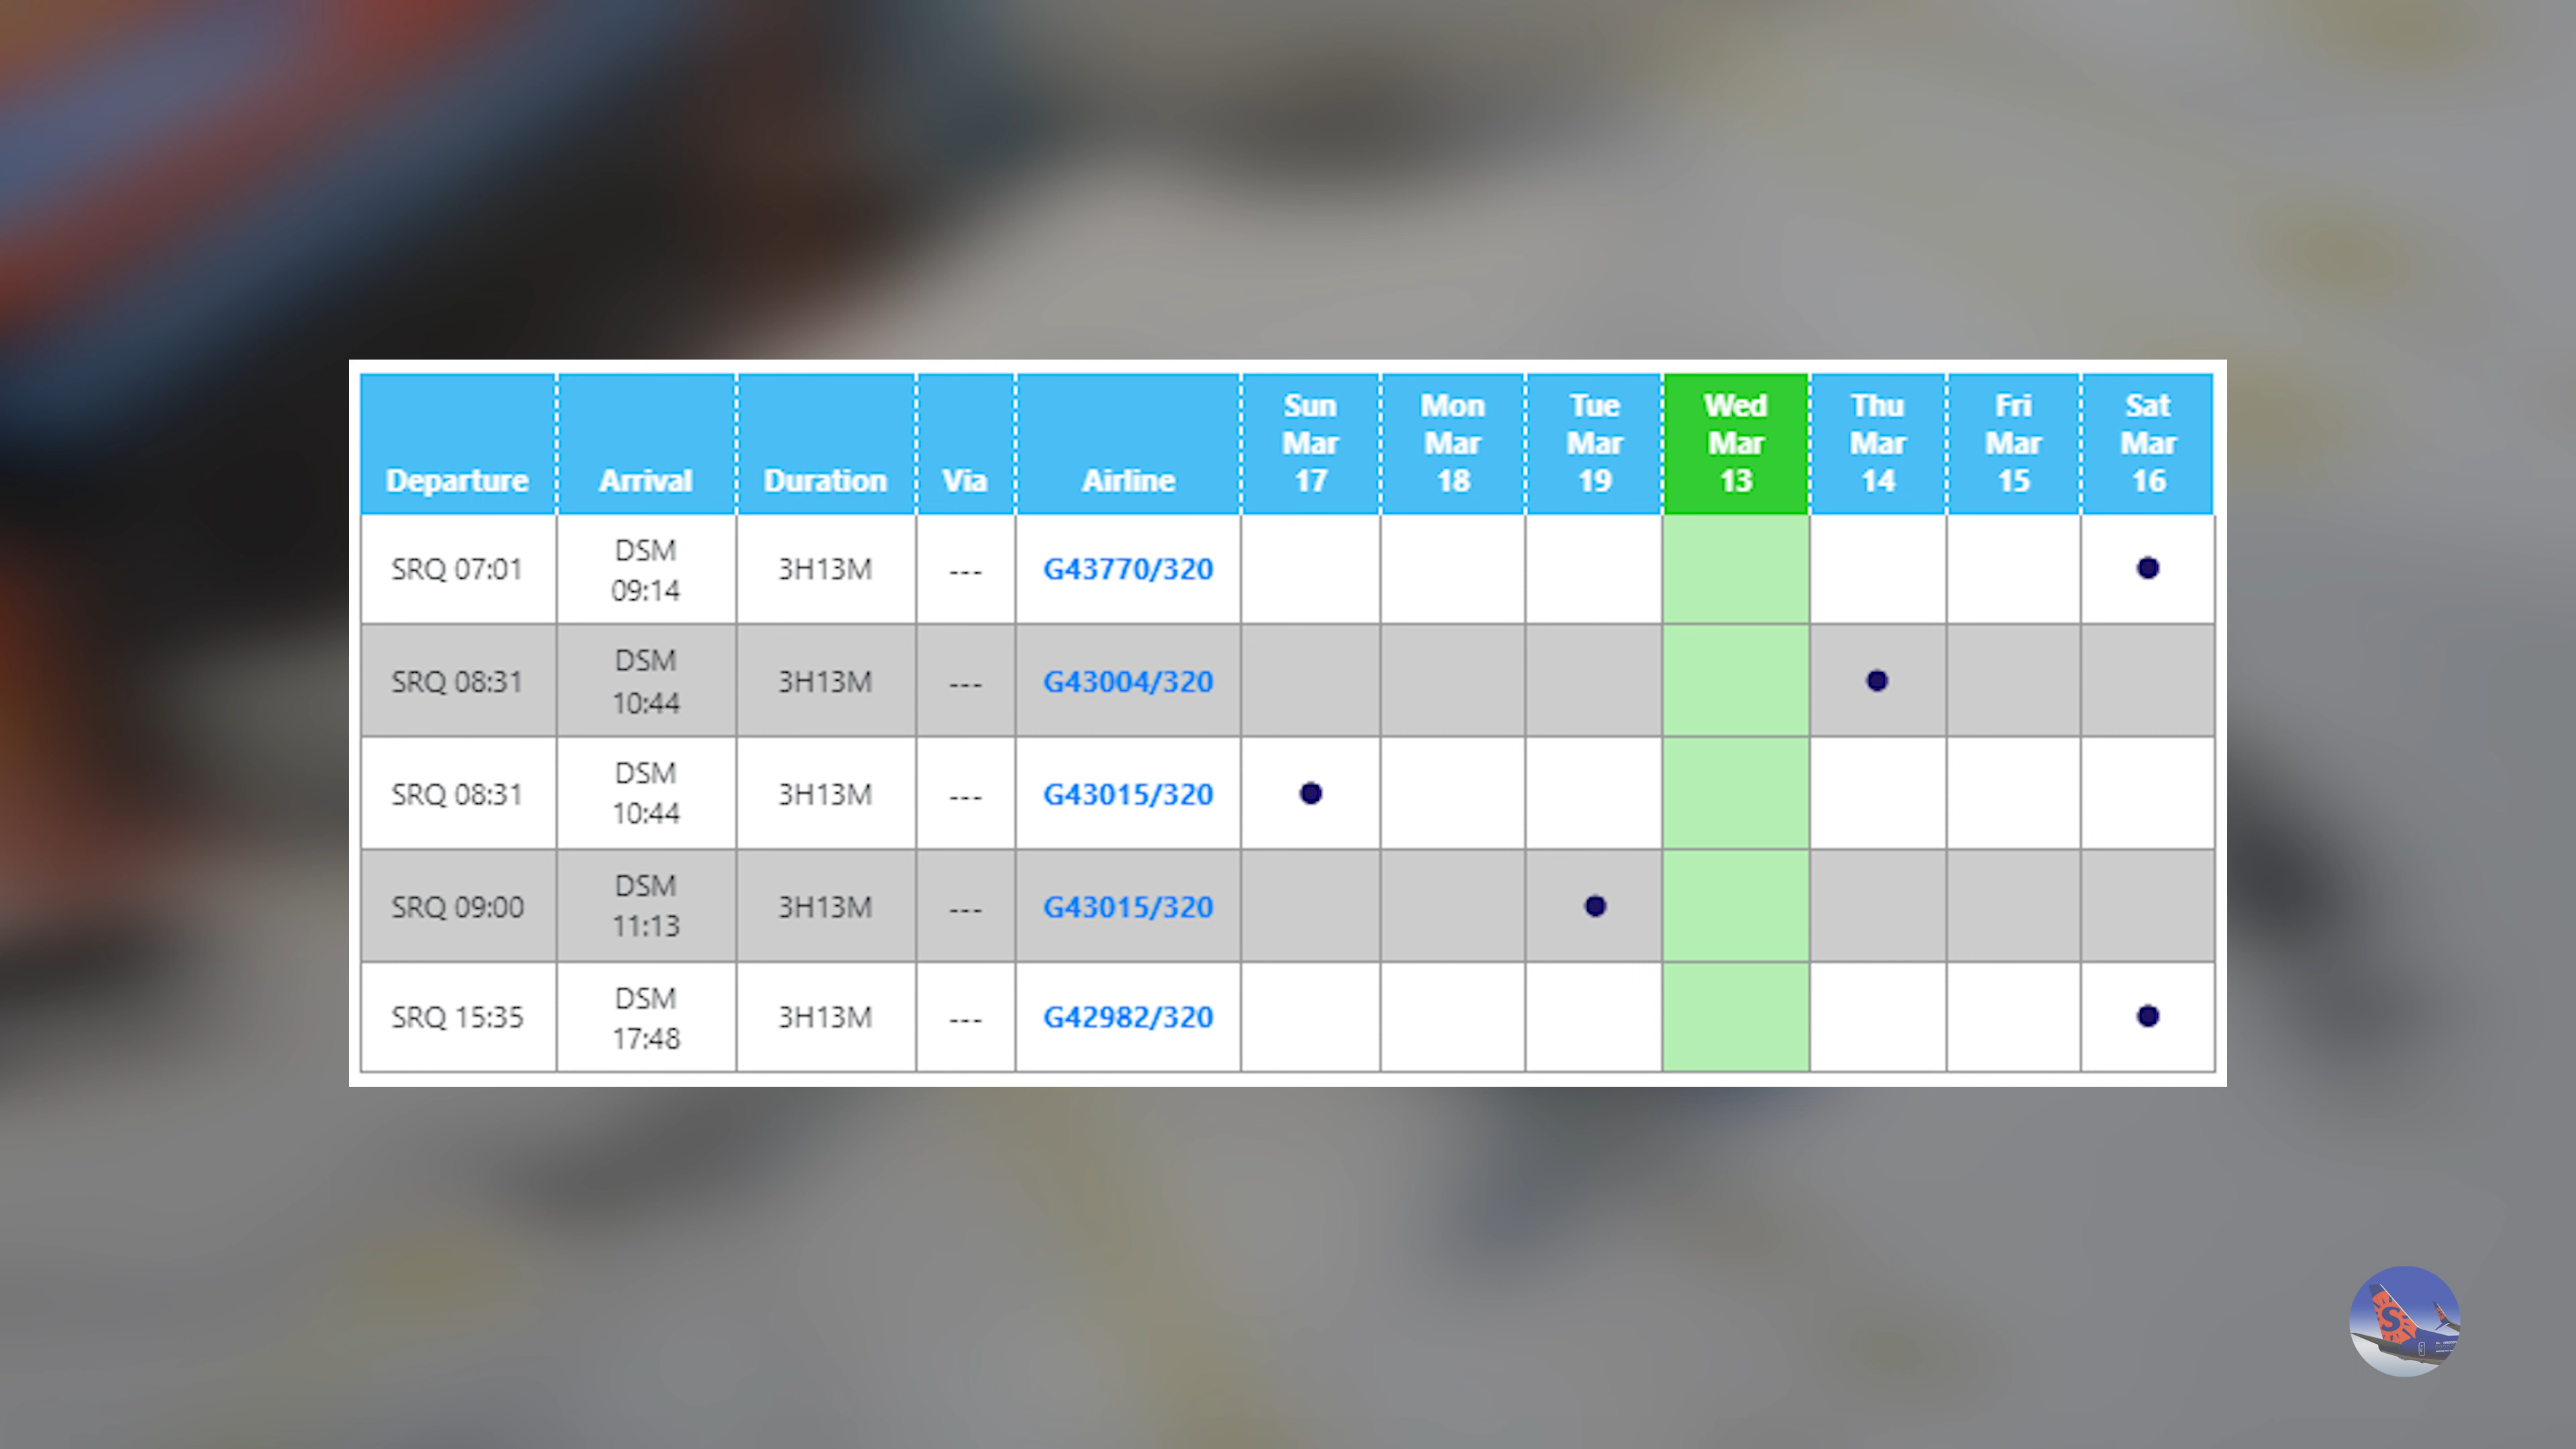 Departure
Arrival
Duration
Via
Airline
Sun
Mar
17
Mon
Mar
18
Tue
Mar
19
Wed
Mar
13
Thu
Mar
14
Fri
Mar
15
Sat
Mar
16
SRQ 07:01
DSM
09:14
3H13M
---
G43770/320
SRQ 08:31
DSM
10:44
3H13M
---
G43004/320
SRQ 08:31
DSM
10:44
3H13M
---
G43015/320
SRQ 09:00
DSM
11:13
3H13M
---
G43015/320
SRQ 15:35
DSM
17:48
3H13M
---
G42982/320
S